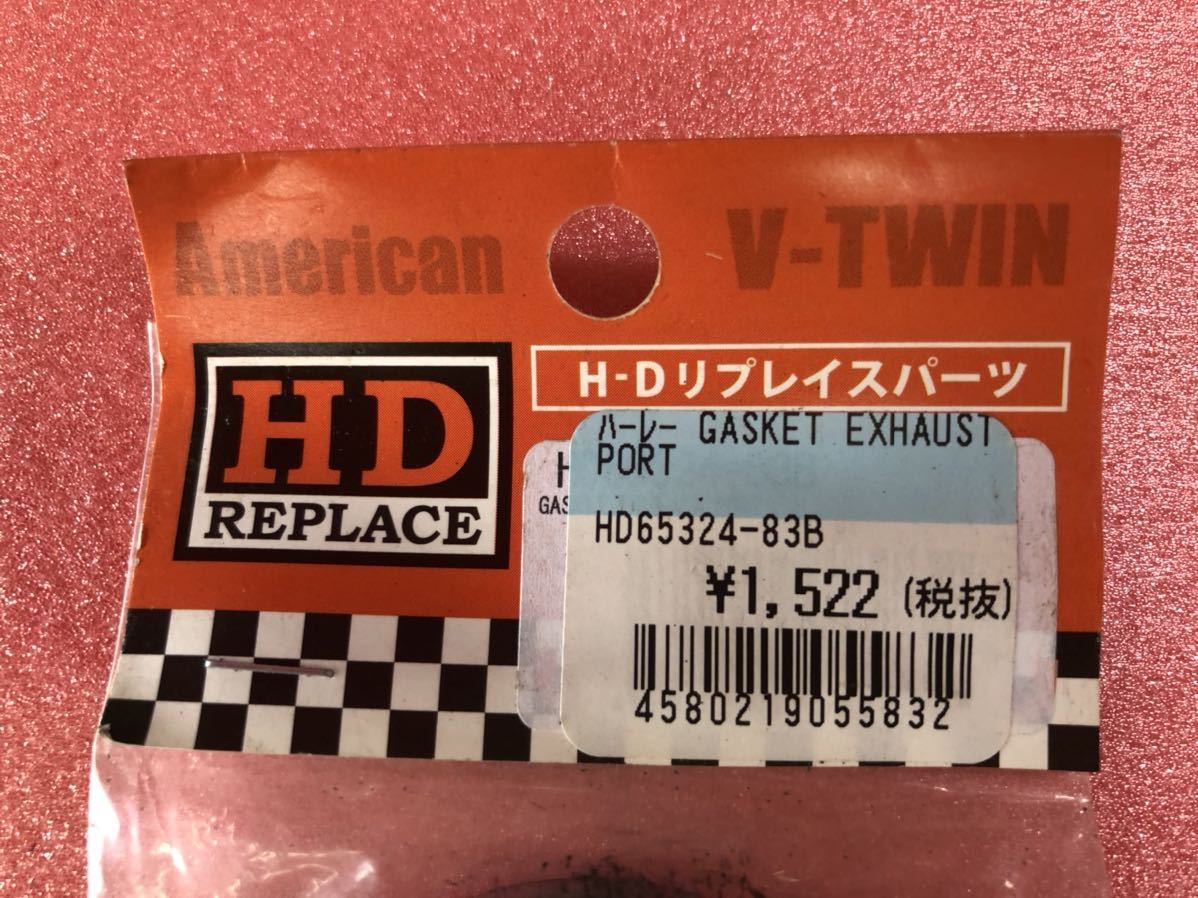 American
V-TWIN
HD
REPLACE
H-Dリプレイスパーツ
ﾊｰﾚｰ GASKET EXHAUST
PORT
HD65324-83B
¥1,522 (税抜)
4580219055832
H
GAS